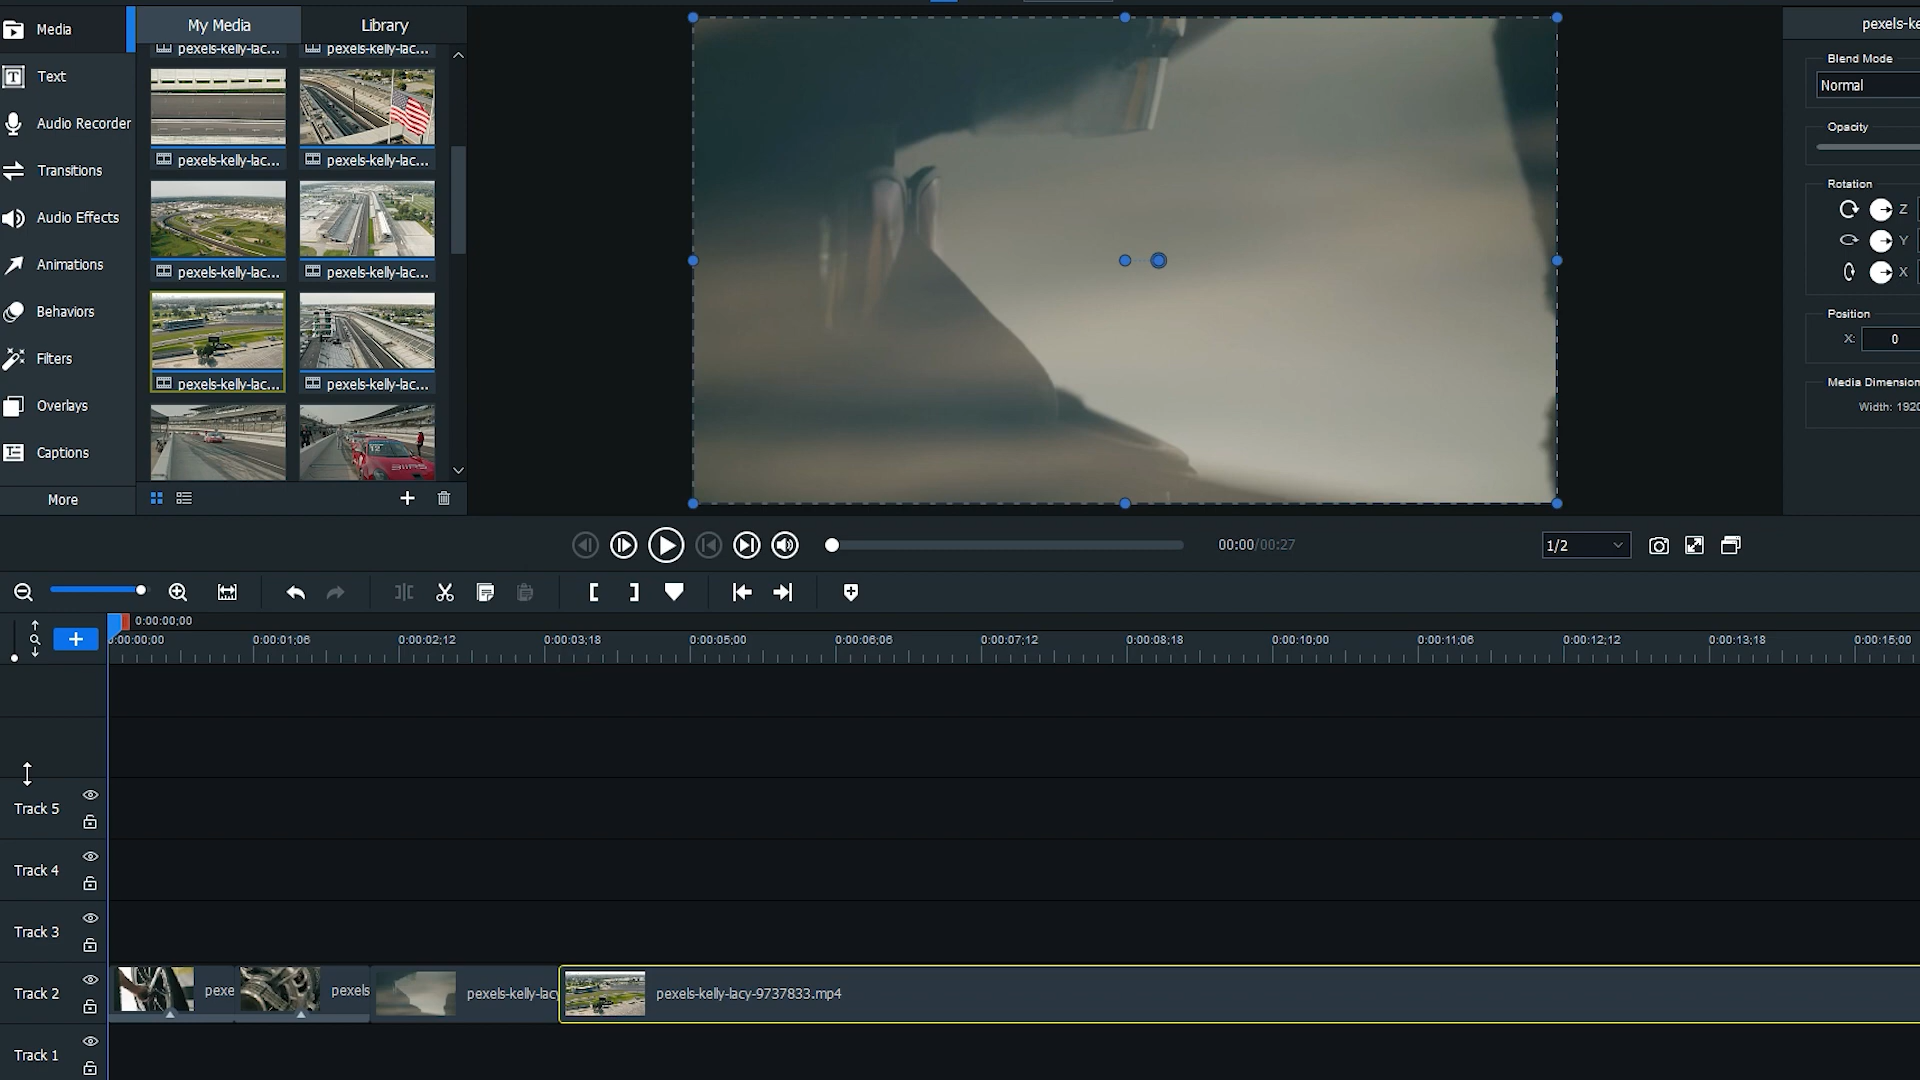 Media
Text
Audio Recorder
Transitions
Audio Effects
Animations
Behaviors
Filters
Overlays
Captions
More
My Media
Library
pexels-kelly-lac...
pexels-kelly-lac...
pexels-kelly-lac...
pexels-kelly-lac...
pexels-kelly-lac...
pexels-kelly-lac...
pexels-kelly-lac...
pexels-kelly-lac...
pexels-ke
Blend Mode
Normal
Opacity
Rotation
Z
Y
X
Position
X: 0
Media Dimension
Width: 1920
00:00/00:27
1/2
0:00:00;00
0:00:00;00
0:00:01;06
0:00:02;12
0:00:03;18
0:00:05;00
0:00:06;06
0:00:07;12
0:00:08;18
0:00:10;00
0:00:11;06
0:00:12;12
0:00:13;18
0:00:15;00
Track 5
Track 4
Track 3
Track 2
pexe
pexels
pexels-kelly-lacy
pexels-kelly-lacy-9737833.mp4
Track 1